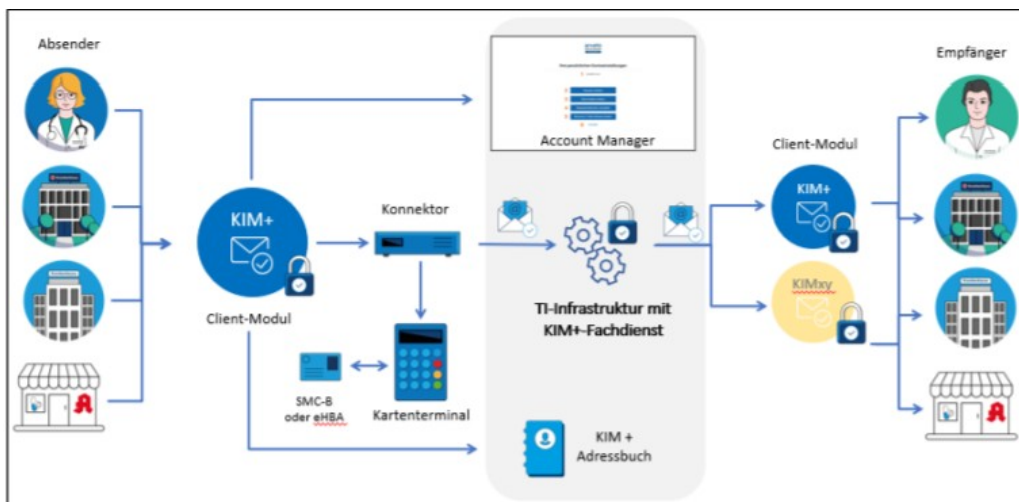 Absender
Empfänger
Account Manager
Client-Modul
KIM+
KIM+
Konnektor
KIMxy
TI-Infrastruktur mit
KIM+-Fachdienst
Client-Modul
SMC-B
oder eHBA
Kartenterminal
KIM +
Adressbuch